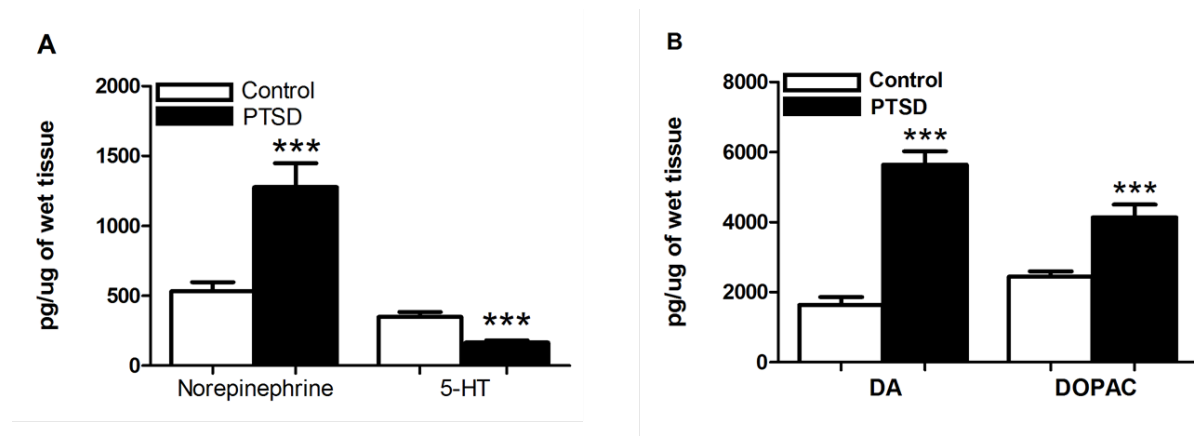 A
pg/ug of wet tissue
2000
1500
1000
500
0
Control
PTSD
***
***
Norepinephrine
5-HT
B
pg/ug of wet tissue
8000
6000
4000
2000
0
Control
PTSD
***
***
DA
DOPAC